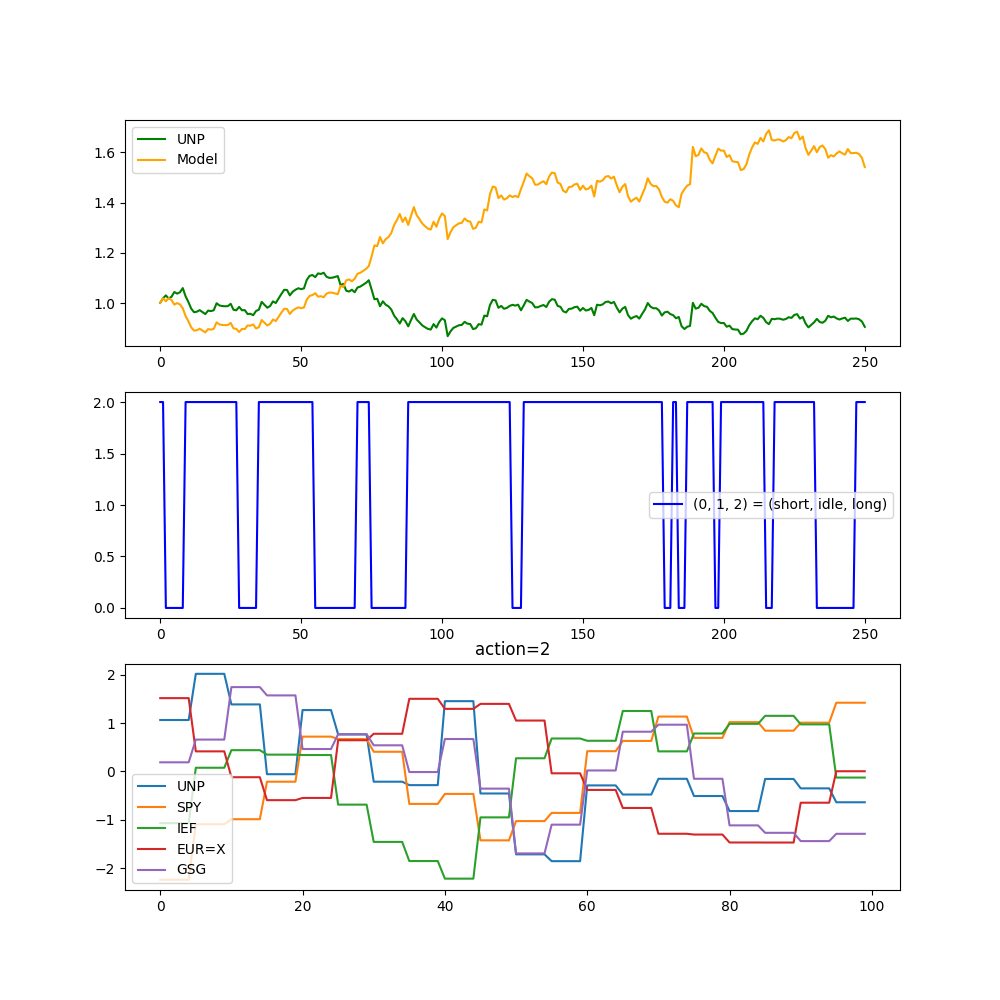 UNP
Model
1.6
1.4
1.2
1.0
0 50 100 150 200 250
2.0
1.5
1.0
0.5
0.0
(0, 1, 2) = (short, idle, long)
0 50 100 150 200 250
action=2
2
1
0
−1
−2
UNP
SPY
IEF
EUR=X
GSG
0 20 40 60 80 100